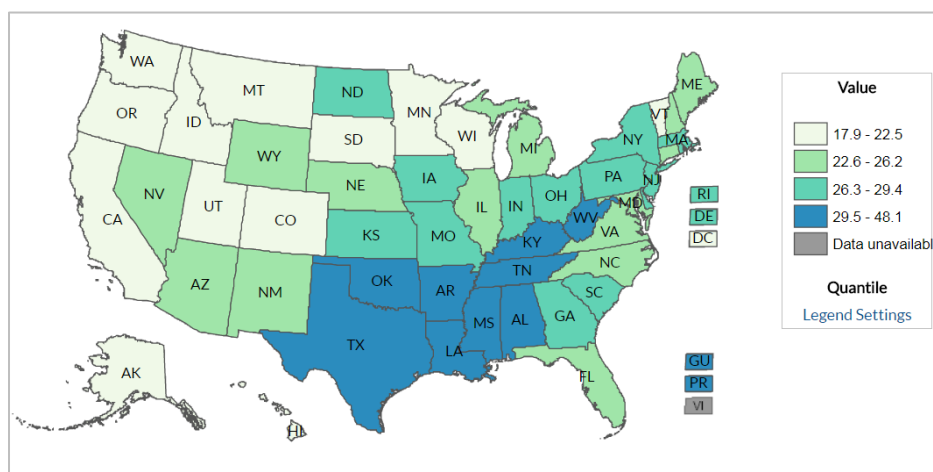 WA
MT
ND
MN
ME
OR
ID
SD
WI
VT
NY
MA
MI
WY
IA
PA
NJ
NE
NV
UT
CO
IL
IN
OH
MD
WV
VA
CA
KS
MO
KY
NC
TN
AZ
NM
OK
AR
SC
MS
AL
GA
TX
LA
FL
AK
HI
RI
DE
DC
GU
PR
VI
Value
17.9 - 22.5
22.6 - 26.2
26.3 - 29.4
29.5 - 48.1
Data unavailabl
Quantile
Legend Settings